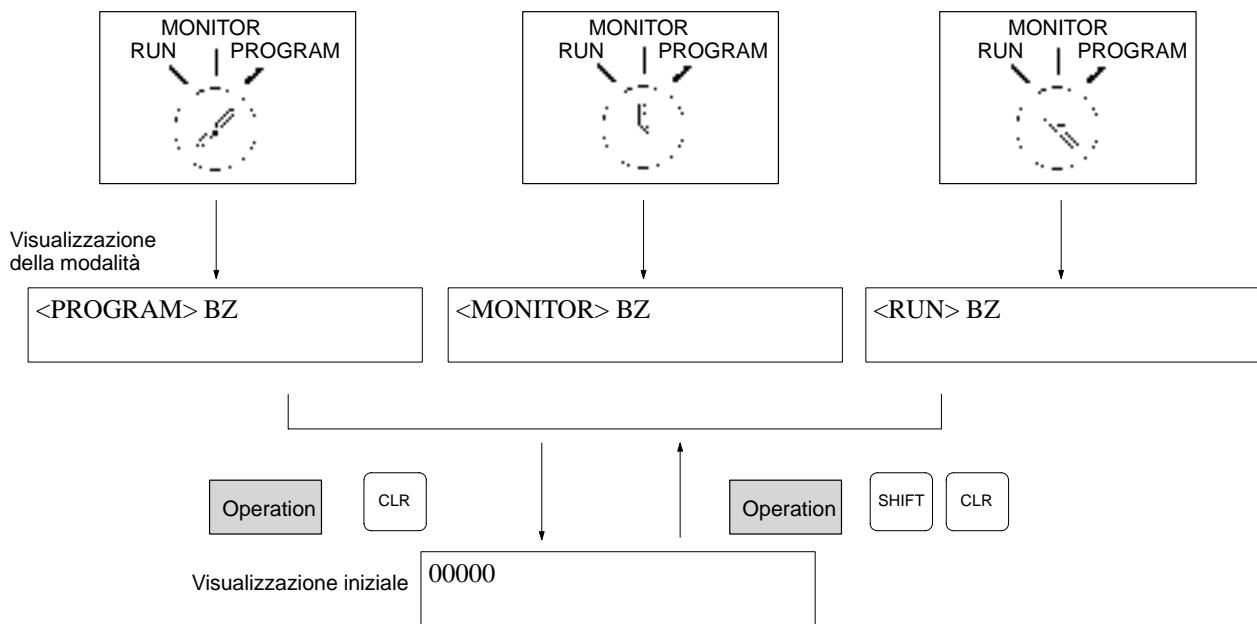 MONITOR
RUN PROGRAM
MONITOR
RUN PROGRAM
MONITOR
RUN PROGRAM
Visualizzazione
della modalità
<PROGRAM> BZ
<MONITOR> BZ
<RUN> BZ
Operation
CLR
Operation
SHIFT
CLR
Visualizzazione iniziale
00000